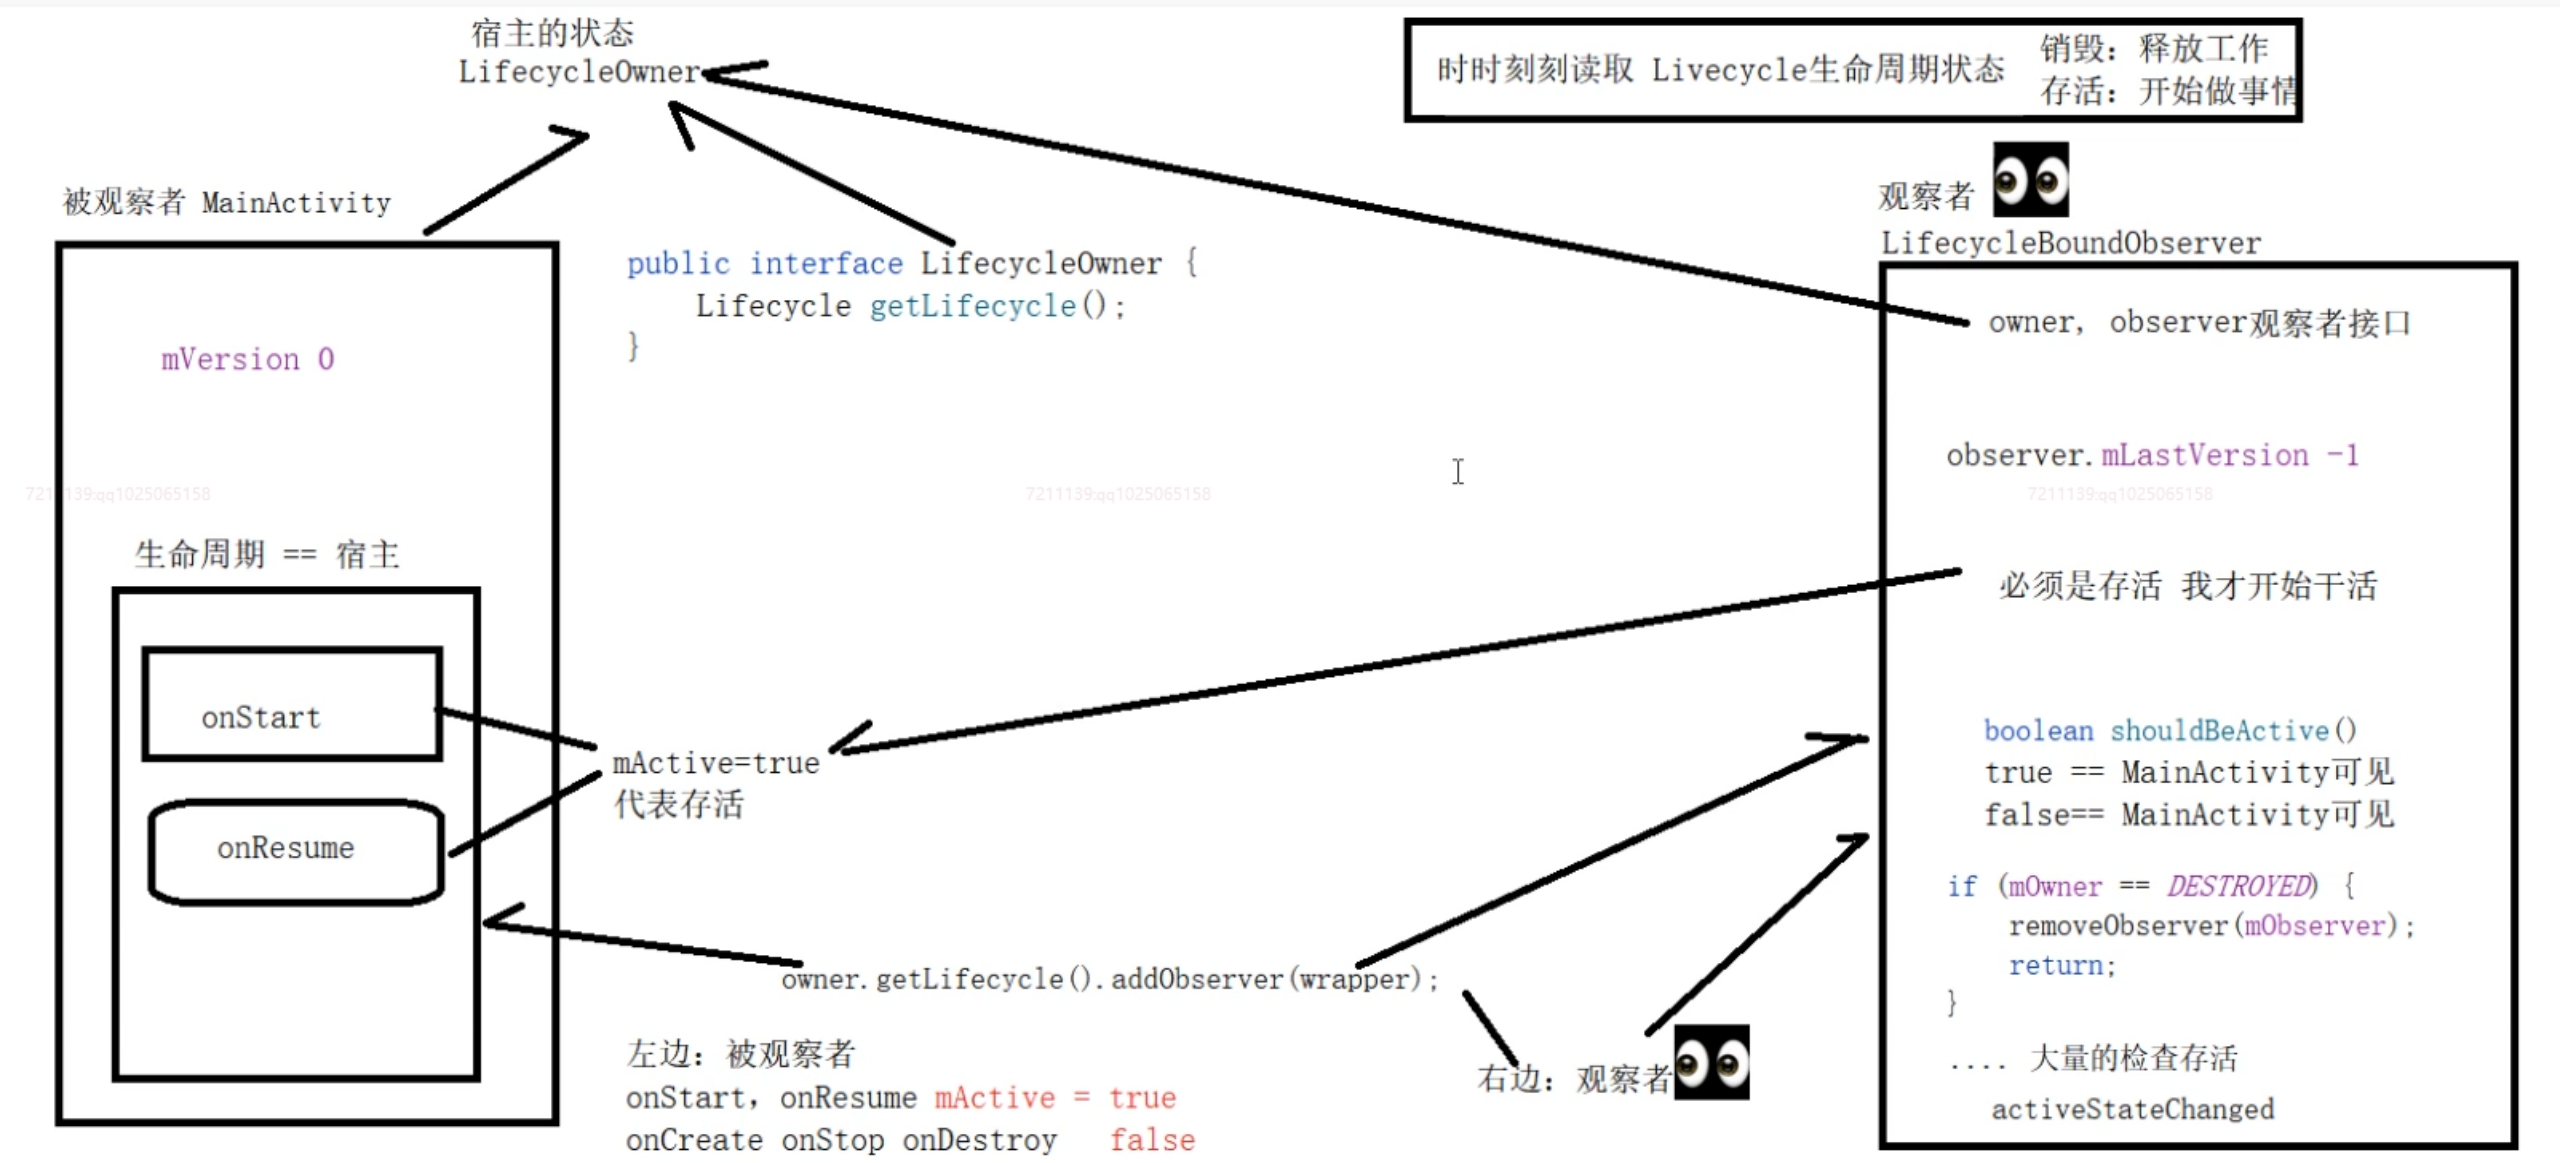 宿主的状态
LifecycleOwner
时时刻刻读取 Livecycle生命周期状态
销毁：释放工作
存活：开始做事情
被观察者 MainActivity
mVersion 0
生命周期 == 宿主
onStart
onResume
public interface LifecycleOwner {
Lifecycle getLifecycle();
}
mActive=true
代表存活
owner.getLifecycle().addObserver(wrapper);
左边：被观察者
onStart, onResume mActive = true
onCreate onStop onDestroy false
右边：观察者
观察者
LifecycleBoundObserver
owner, observer观察者接口
observer.mLastVersion -1
必须是存活 我才开始干活
boolean shouldBeActive()
true == MainActivity可见
false== MainActivity可见
if (mOwner == DESTROYED) {
removeObserver(mObserver);
return;
}
.... 大量的检查存活
activeStateChanged
7211139:qq1025065158
7211139:qq1025065158